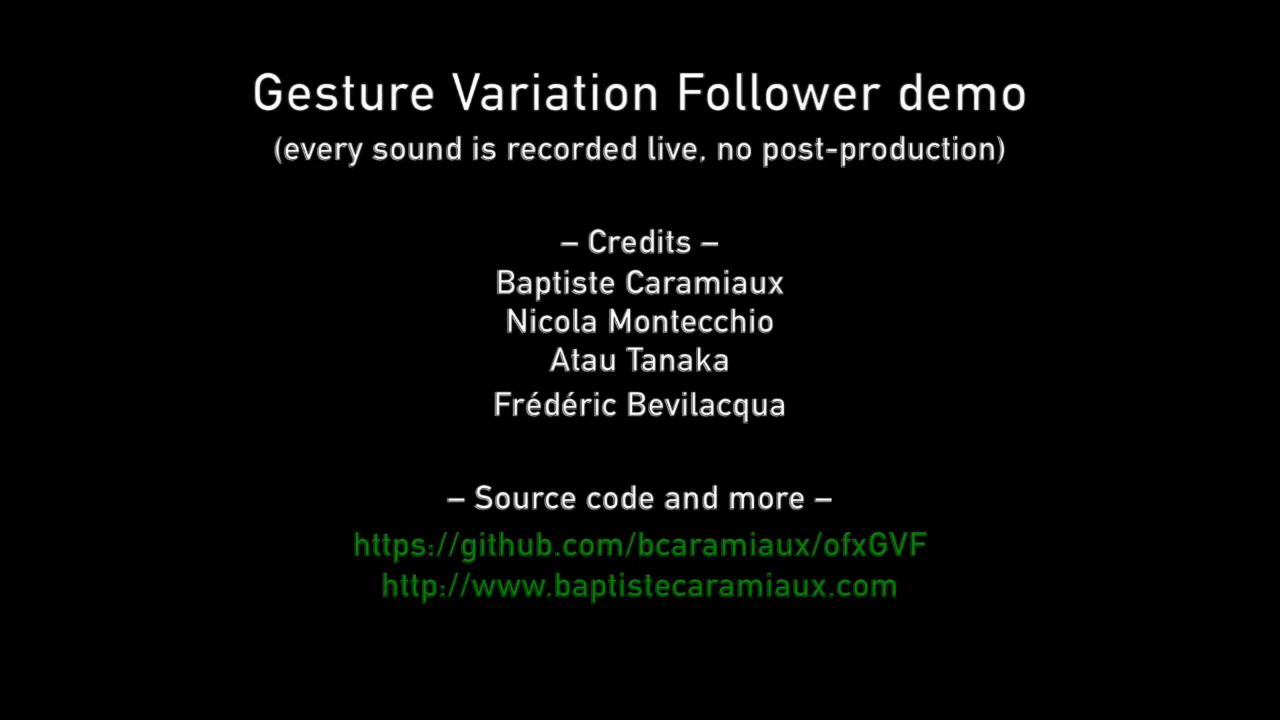 Gesture Variation Follower demo
(every sound is recorded live, no post-production)
– Credits –
Baptiste Caramiaux
Nicola Montecchio
Atau Tanaka
Frédéric Bevilacqua
– Source code and more –
https://github.com/bcaramiaux/ofxGVF
http://www.baptistecaramiaux.com